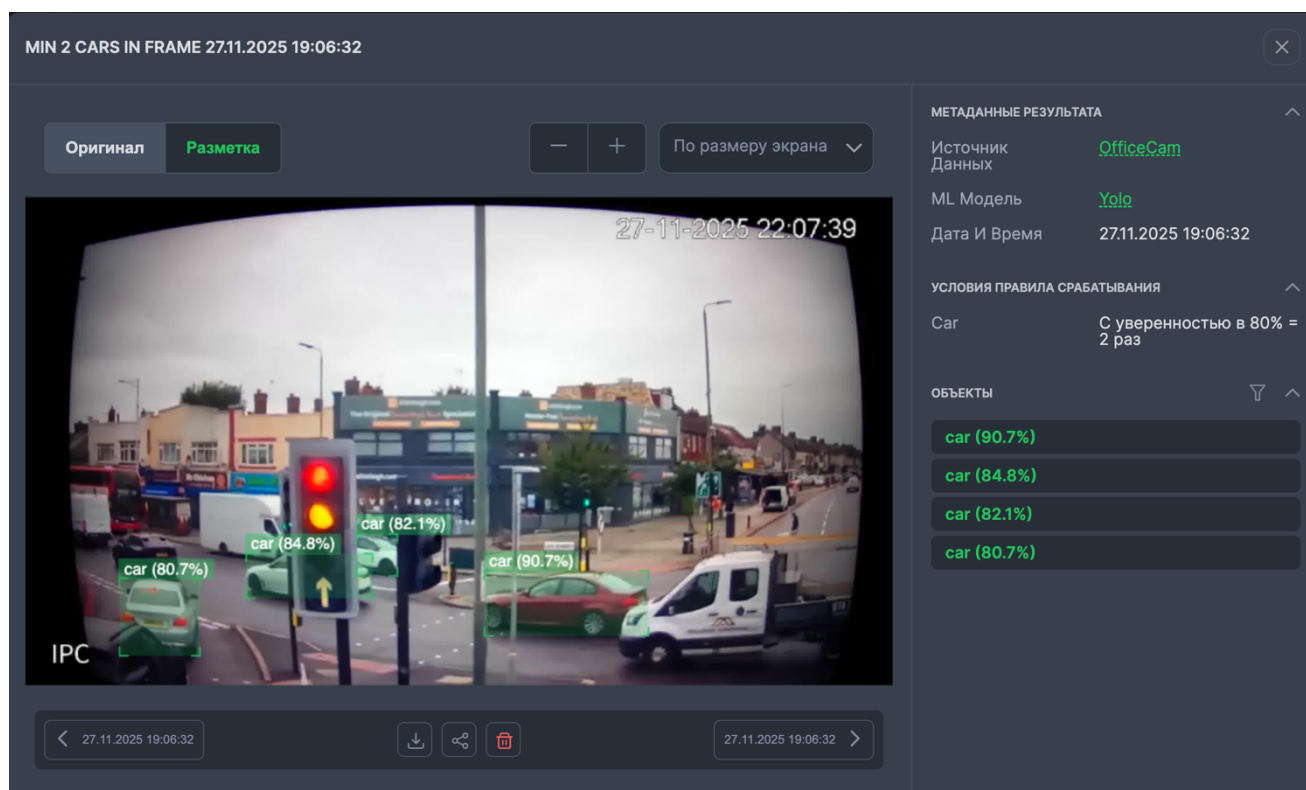 MIN 2 CARS IN FRAME 27.11.2025 19:06:32
Оригинал
Разметка
По размеру экрана
27-11-2025 22:07:39
car (82.1%)
car (84.8%)
car (90.7%)
car (80.7%)
IPC
27.11.2025 19:06:32
27.11.2025 19:06:32
МЕТАДАННЫЕ РЕЗУЛЬТАТА
Источник
Данных
OfficeCam
ML Модель
Yolo
Дата И Время
27.11.2025 19:06:32
УСЛОВИЯ ПРАВИЛА СРАБАТЫВАНИЯ
Car
С уверенностью в 80% =
2 раз
ОБЪЕКТЫ
car (90.7%)
car (84.8%)
car (82.1%)
car (80.7%)